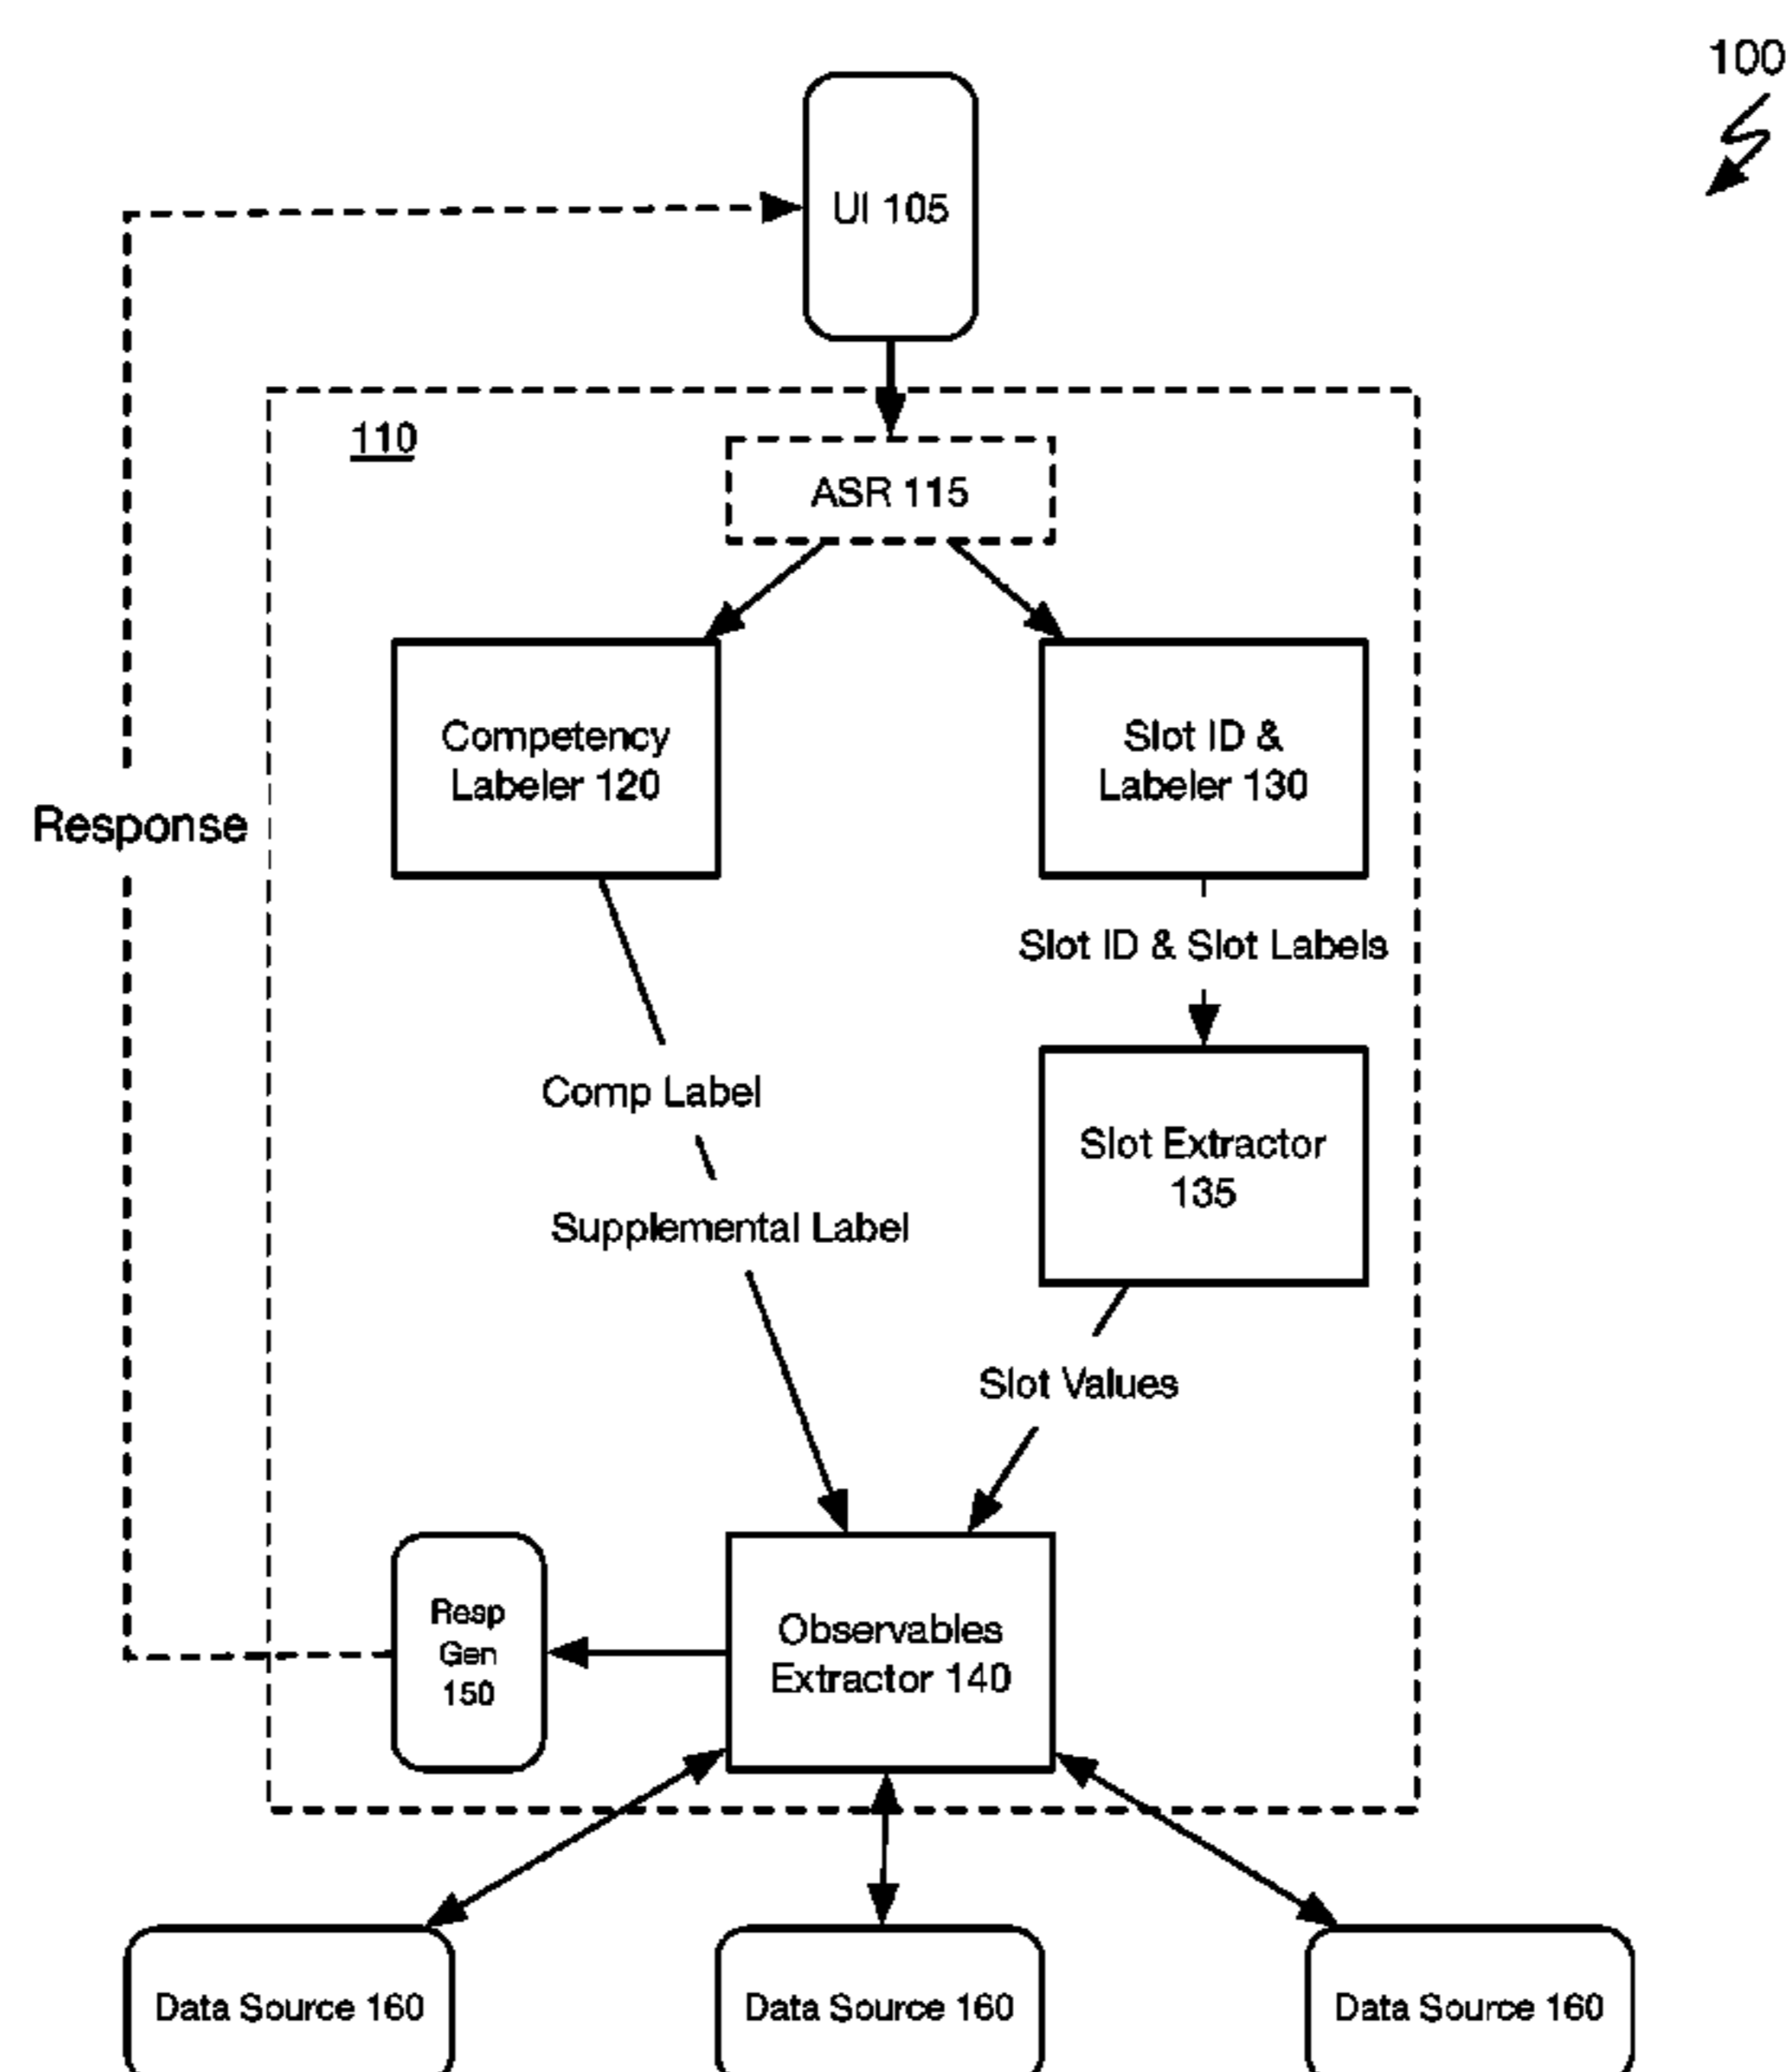 100
UI 105
110
ASR 115
Competency
Labeler 120
Slot ID &
Labeler 130
Response
Slot ID & Slot Labels
Comp Label
Slot Extractor
135
Supplemental Label
Slot Values
Resp
Gen
150
Observables
Extractor 140
Data Source 160
Data Source 160
Data Source 160